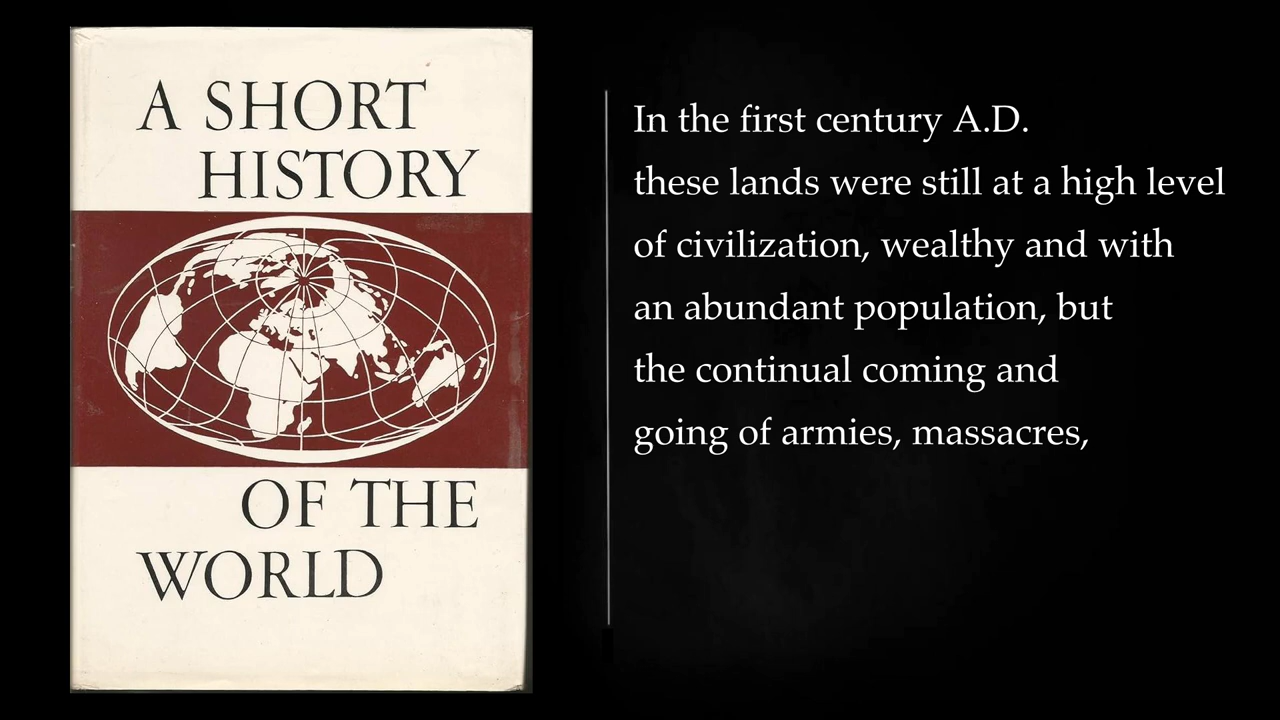 A SHORT
HISTORY
OF THE
WORLD
In the first century A.D.
these lands were still at a high level
of civilization, wealthy and with
an abundant population, but
the continual coming and
going of armies, massacres,